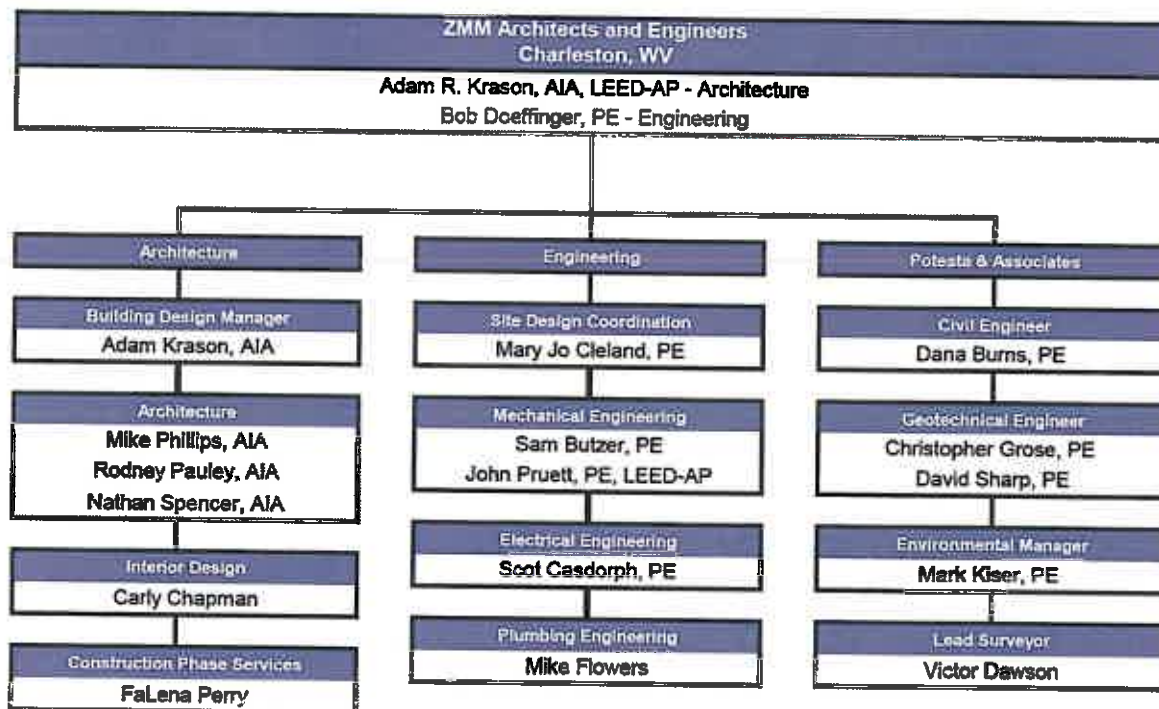 ZMM Architects and Engineers
Charleston, WV
Adam R. Krason, AIA, LEED-AP - Architecture
Bob Doeffinger, PE - Engineering
Architecture
Building Design Manager
Adam Krason, AIA
Architecture
Mike Phillips, AIA
Rodney Pauley, AIA
Nathan Spencer, AIA
Interior Design
Carly Chapman
Construction Phase Services
FaLena Perry
Engineering
Site Design Coordination
Mary Jo Cleland, PE
Mechanical Engineering
Sam Butzer, PE
John Pruett, PE, LEED-AP
Electrical Engineering
Scot Casdorph, PE
Plumbing Engineering
Mike Flowers
Potesta & Associates
Civil Engineer
Dana Burns, PE
Geotechnical Engineer
Christopher Grose, PE
David Sharp, PE
Environmental Manager
Mark Kiser, PE
Lead Surveyor
Victor Dawson